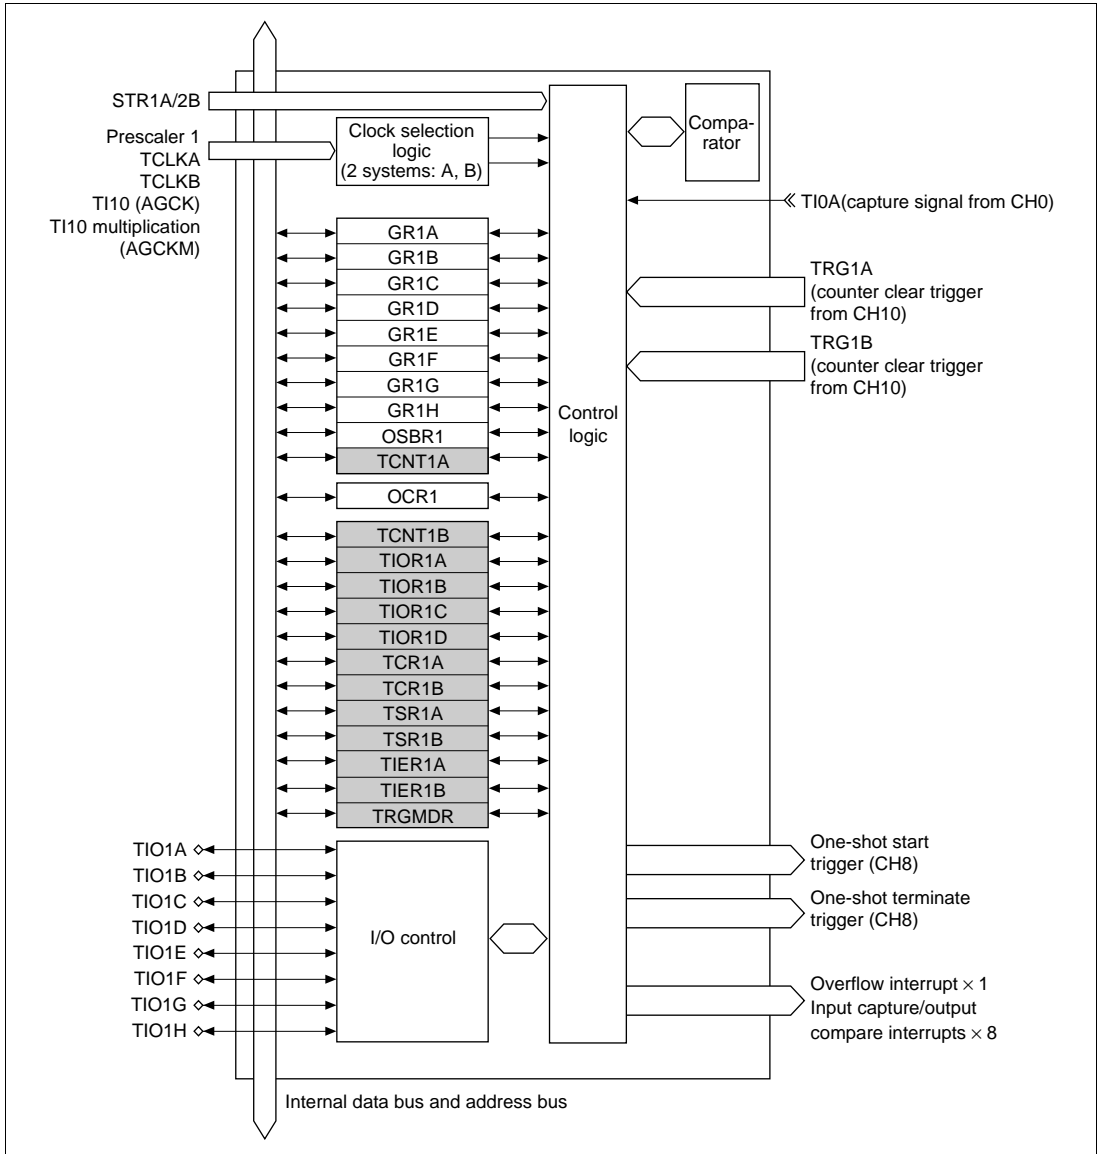 STR1A/2B
Prescaler 1
TCLKA
TCLKB
TI10 (AGCK)
TI10 multiplication
(AGCKM)
Clock selection
logic
(2 systems: A, B)
Compa-
rator
TI0A(capture signal from CH0)
TRG1A
(counter clear trigger
from CH10)
TRG1B
(counter clear trigger
from CH10)
GR1A
GR1B
GR1C
GR1D
GR1E
GR1F
GR1G
GR1H
OSBR1
TCNT1A
OCR1
TCNT1B
TIOR1A
TIOR1B
TIOR1C
TIOR1D
TCR1A
TCR1B
TSR1A
TSR1B
TIER1A
TIER1B
TRGMDR
Control
logic
TIO1A
TIO1B
TIO1C
TIO1D
TIO1E
TIO1F
TIO1G
TIO1H
I/O control
One-shot start
trigger (CH8)
One-shot terminate
trigger (CH8)
Overflow interrupt × 1
Input capture/output
compare interrupts × 8
Internal data bus and address bus